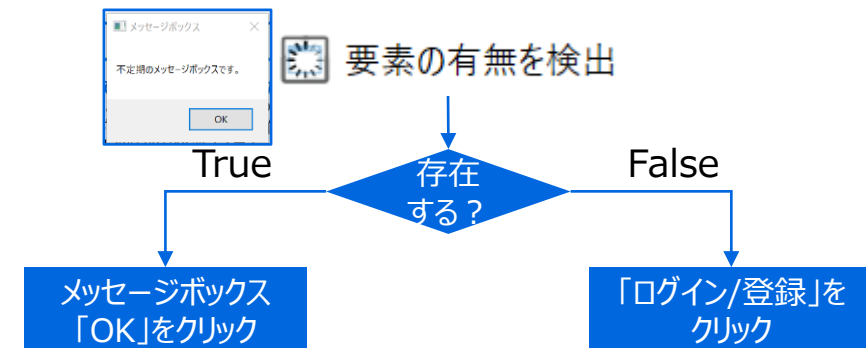 メッセージボックス
不定期のメッセージボックスです。
OK
要素の有無を検出
True
存在
する？
False
メッセージボックス
「OK」をクリック
「ログイン/登録」を
クリック